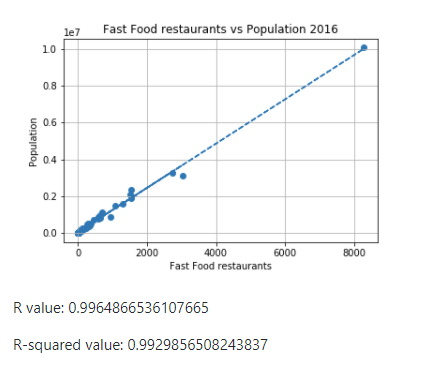 Fast Food restaurants vs Population 2016
1e7
1.0
0.8
0.6
0.4
0.2
0.0
Population
0 2000 4000 6000 8000
Fast Food restaurants
R value: 0.9964866536107665
R-squared value: 0.9929856508243837